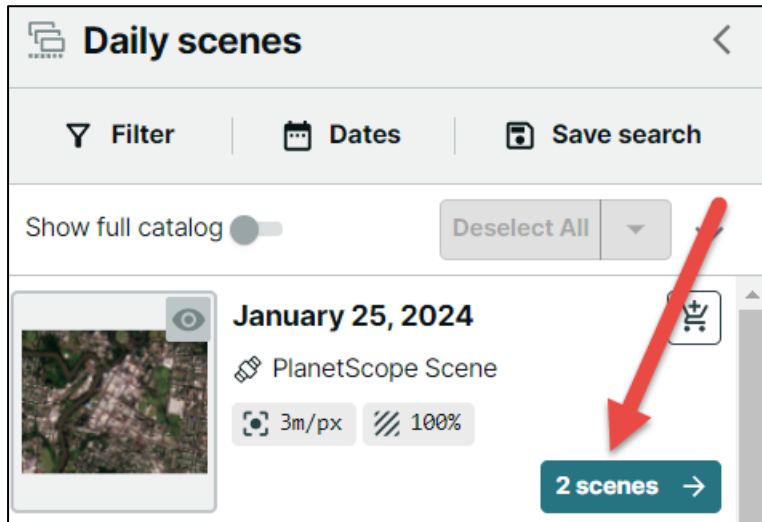 Daily scenes
Filter Dates Save search
Show full catalog Deselect All
January 25, 2024
PlanetScope Scene
3m/px 100%
2 scenes